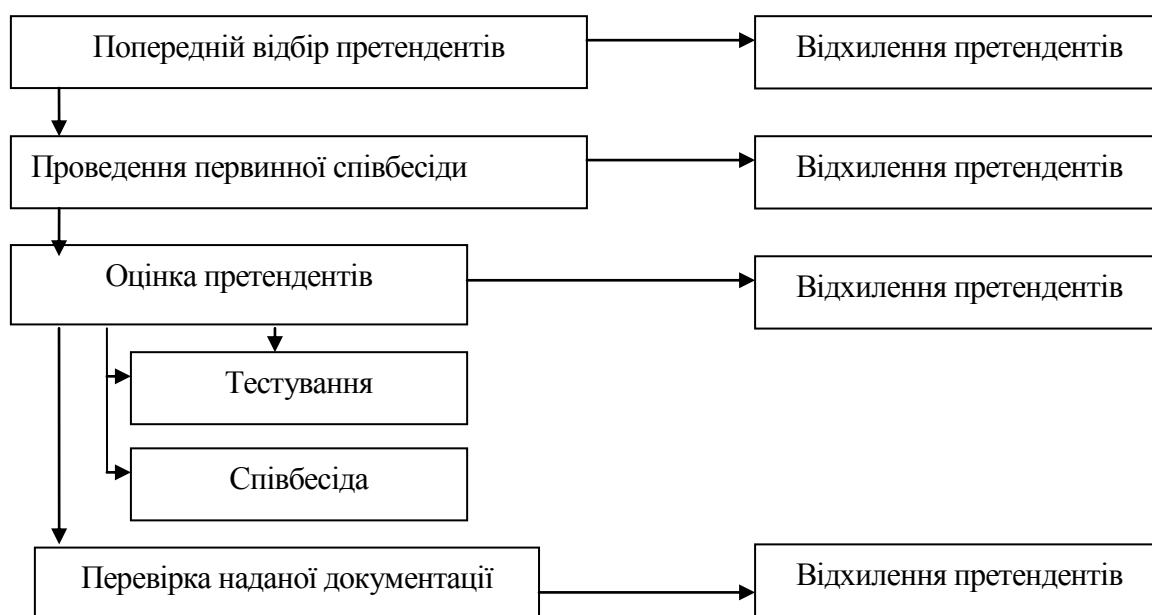 Попередній відбір претендентів
Відхилення претендентів
Проведення первинної співбесіди
Відхилення претендентів
Оцінка претендентів
Відхилення претендентів
Тестування
Співбесіда
Перевірка наданої документації
Відхилення претендентів